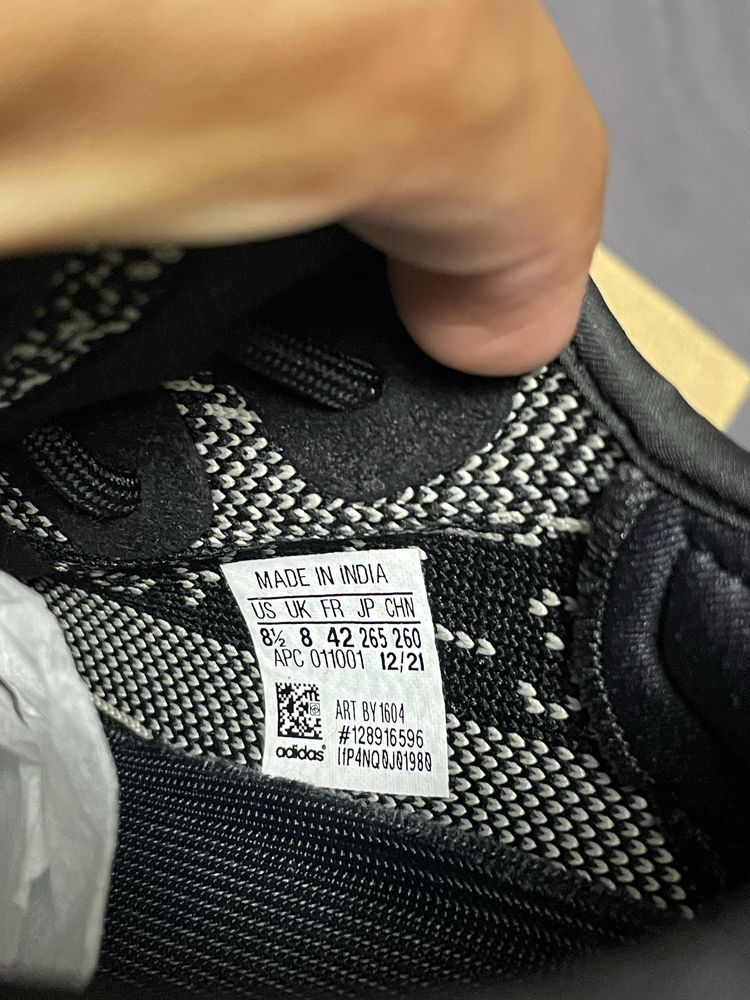 MADE IN INDIA
US UK FR JP CHN
8½ 8 42 265 260
APC 011001 12/21
ART BY1604
#128916596
adidas® IfP4NQ0J01980